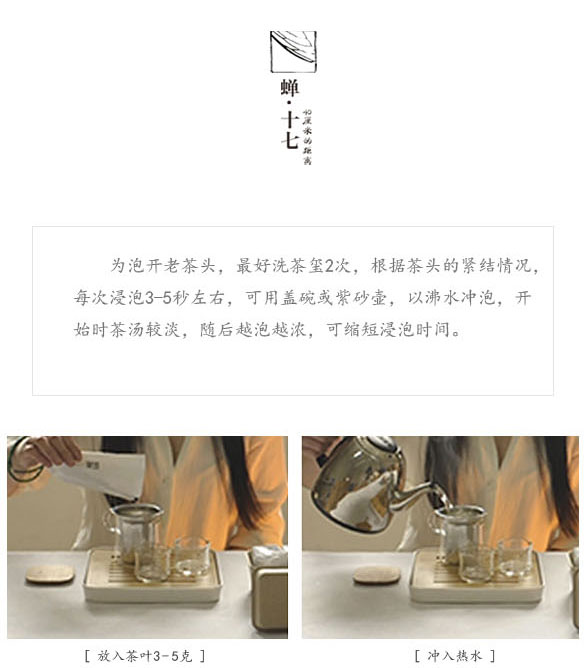 蝉·十七
的距离
为泡开老茶头，最好洗茶玺2次，根据茶头的紧结情况，
每次浸泡3-5秒左右，可用盖碗或紫砂壶，以沸水冲泡，开
始时茶汤较淡，随后越泡越浓，可缩短浸泡时间。
[ 放入茶叶3-5克 ]
[ 冲入热水 ]